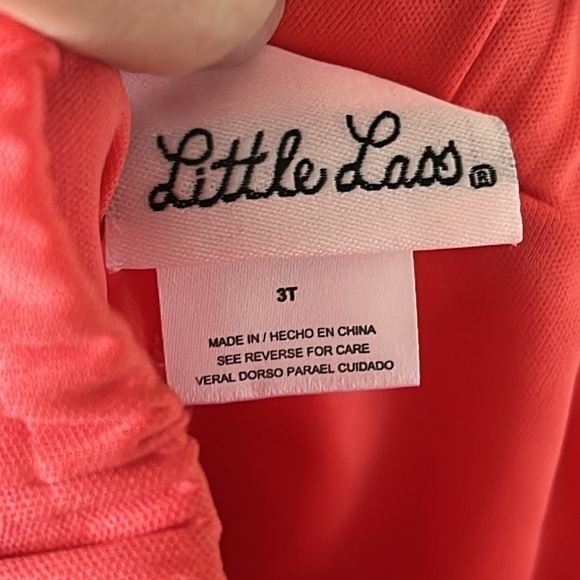 Little Lass®
3T
MADE IN / HECHO EN CHINA
SEE REVERSE FOR CARE
VERAL DORSO PARAEL CUIDADO